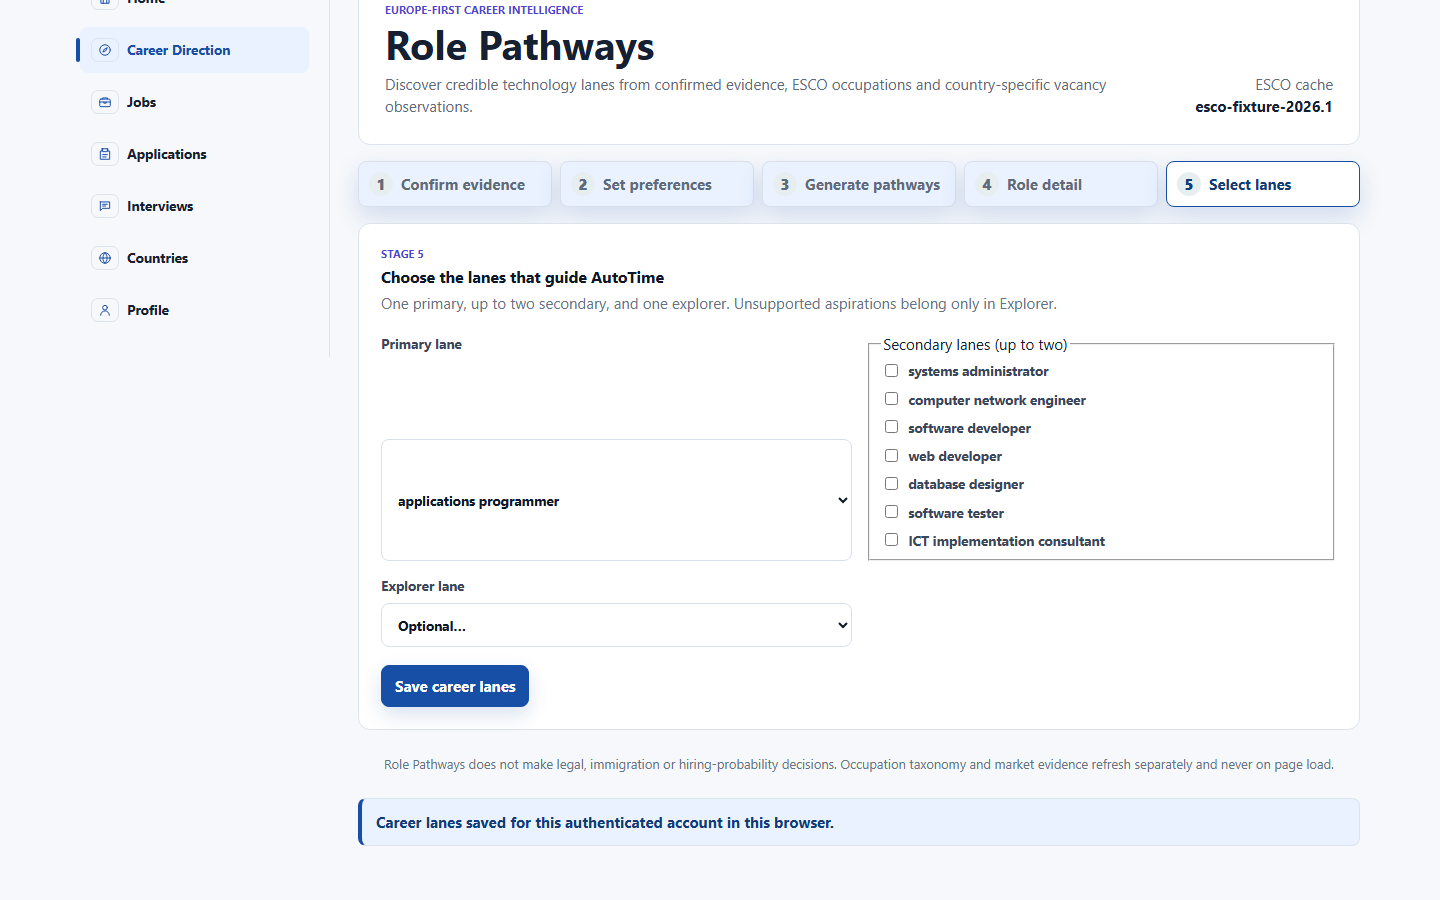 Home
Career Direction
Jobs
Applications
Interviews
Countries
Profile
EUROPE-FIRST CAREER INTELLIGENCE
Role Pathways
Discover credible technology lanes from confirmed evidence, ESCO occupations and country-specific vacancy
observations.
ESCO cache
esco-fixture-2026.1
1 Confirm evidence
2 Set preferences
3 Generate pathways
4 Role detail
5 Select lanes
STAGE 5
Choose the lanes that guide AutoTime
One primary, up to two secondary, and one explorer. Unsupported aspirations belong only in Explorer.
Primary lane
applications programmer
Secondary lanes (up to two)
systems administrator
computer network engineer
software developer
web developer
database designer
software tester
ICT implementation consultant
Explorer lane
Optional...
Save career lanes
Role Pathways does not make legal, immigration or hiring-probability decisions. Occupation taxonomy and market evidence refresh separately and never on page load.
Career lanes saved for this authenticated account in this browser.